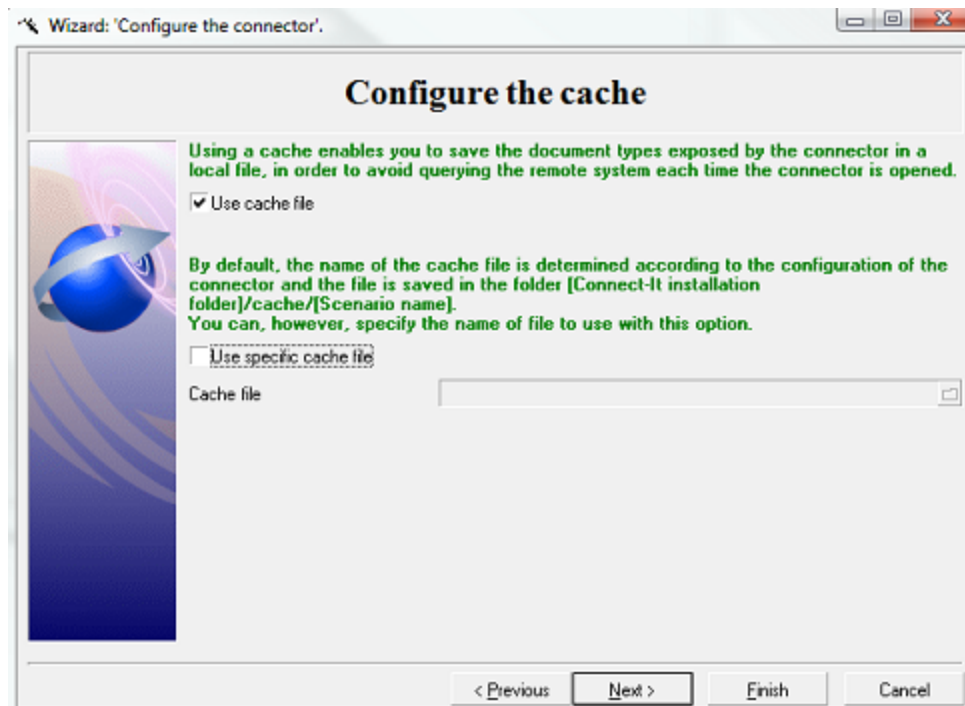 Wizard: 'Configure the connector'.
Configure the cache
Using a cache enables you to save the document types exposed by the connector in a
local file, in order to avoid querying the remote system each time the connector is opened.
Use cache file
By default, the name of the cache file is determined according to the configuration of the
connector and the file is saved in the folder [Connect-It installation
folder]/cache/[Scenario name].
You can, however, specify the name of file to use with this option.
Use specific cache file
Cache file
< Previous Next > Finish Cancel